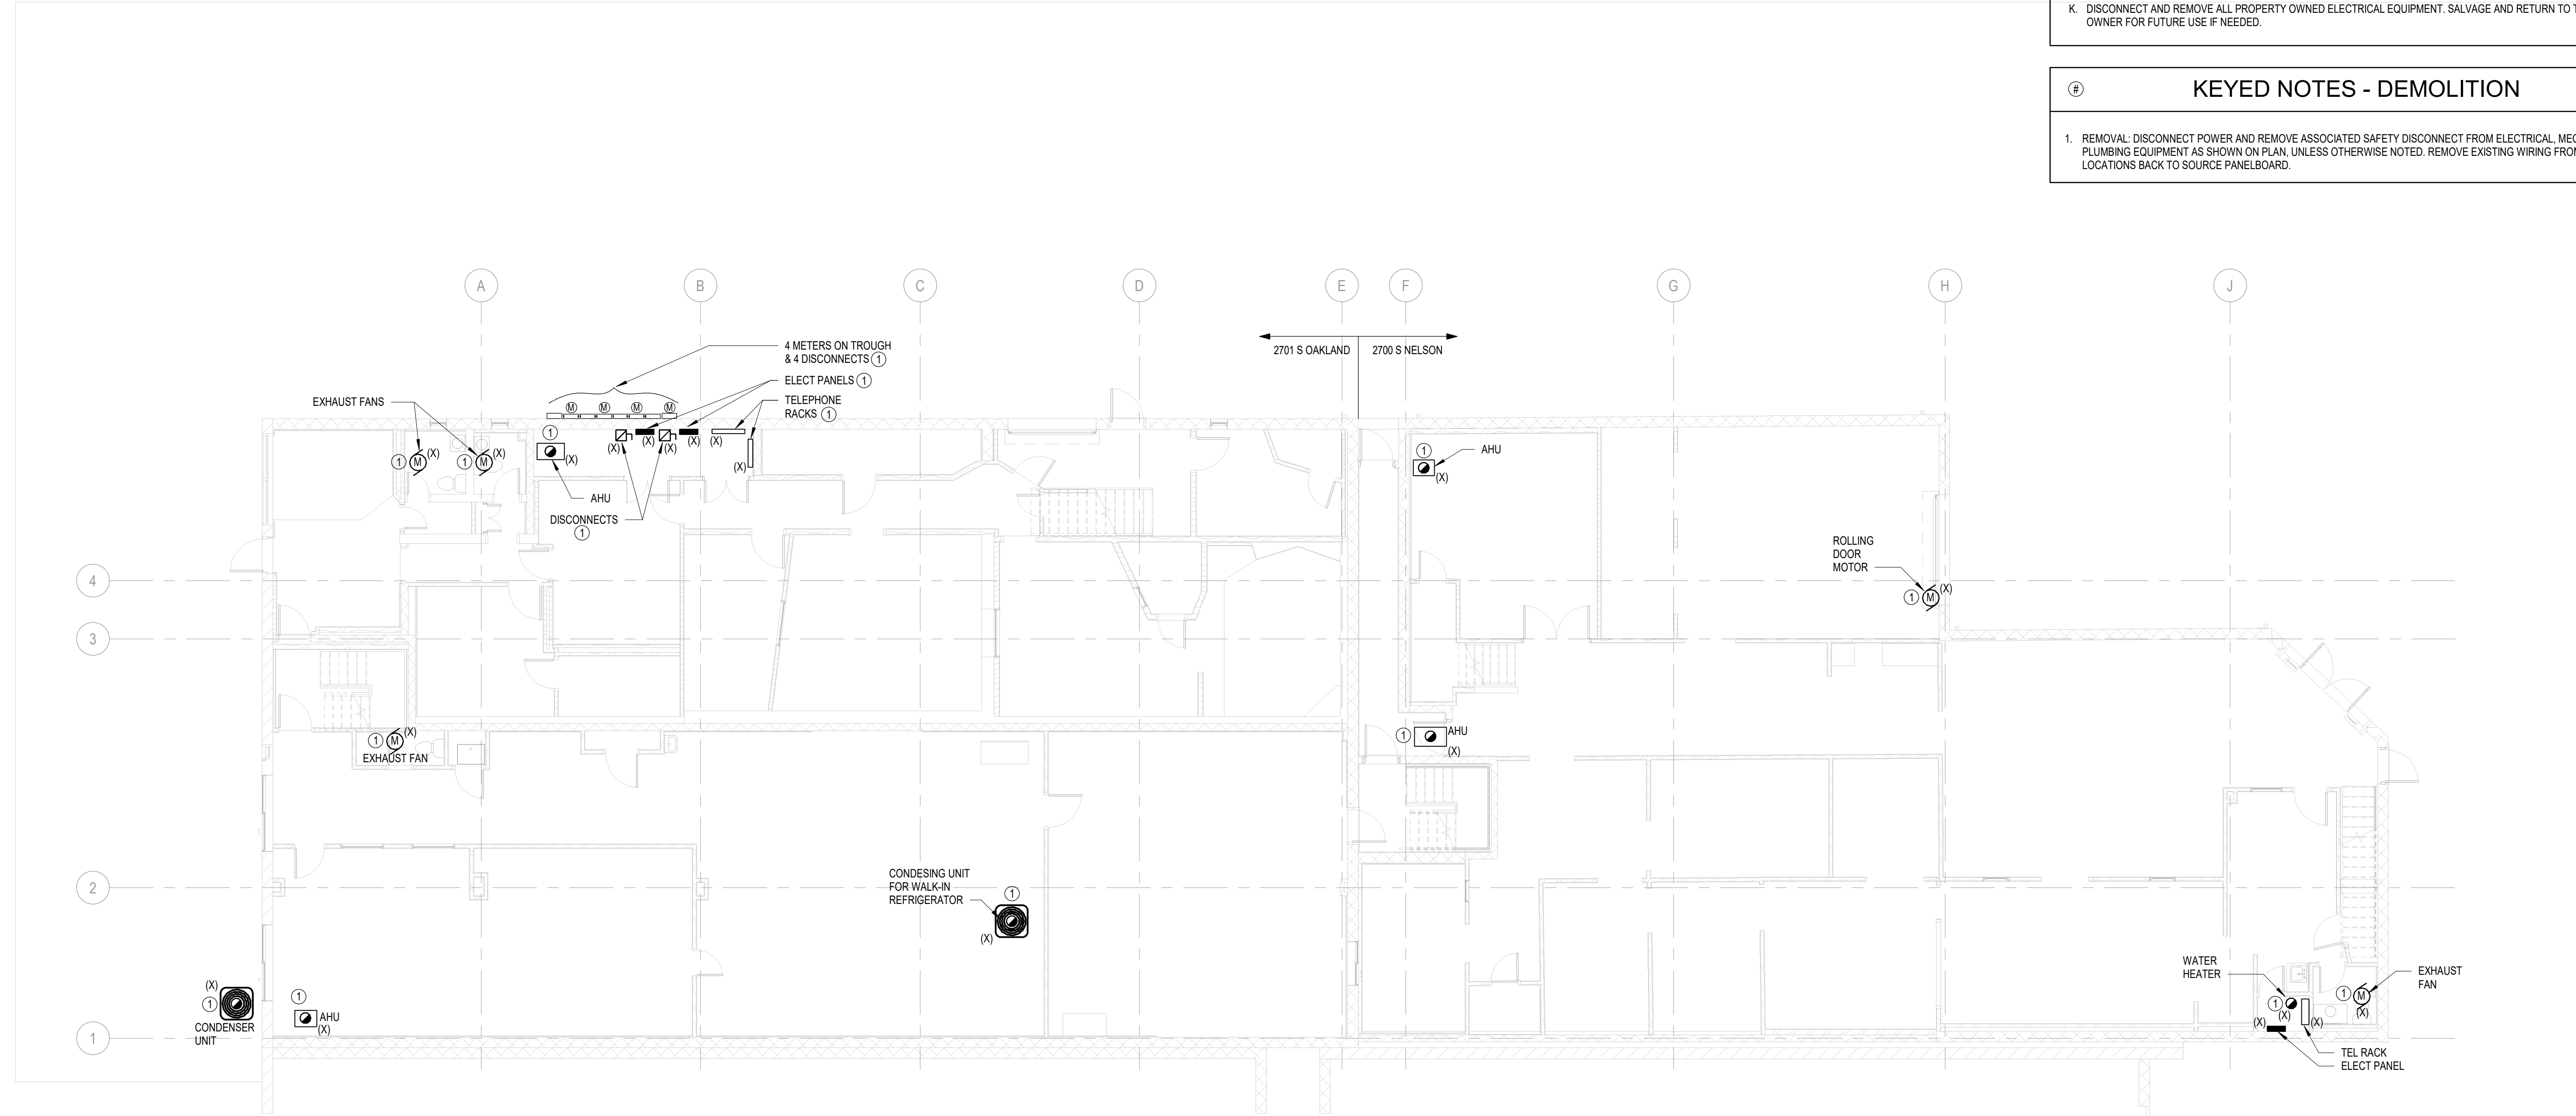 K. DISCONNECT AND REMOVE ALL PROPERTY OWNED ELECTRICAL EQUIPMENT. SALVAGE AND RETURN TO
OWNER FOR FUTURE USE IF NEEDED.
# KEYED NOTES - DEMOLITION
1. REMOVAL: DISCONNECT POWER AND REMOVE ASSOCIATED SAFETY DISCONNECT FROM ELECTRICAL,
PLUMBING EQUIPMENT AS SHOWN ON PLAN, UNLESS OTHERWISE NOTED. REMOVE EXISTING WIRING
LOCATIONS BACK TO SOURCE PANELBOARD.
A B C D E F G H J
2701 S OAKLAND 2700 S NELSON
4 METERS ON TROUGH
& 4 DISCONNECTS 1
ELECT PANELS 1
TELEPHONE
RACKS 1
EXHAUST FANS
M M M M
1 M (X) 1 M (X)
1
(X)
AHU
(X) (X) (X) (X) (X) (X)
DISCONNECTS
1
1
(X)
AHU
ROLLING
DOOR
MOTOR
1 M (X)
4
3
1 M (X)
EXHAUST FAN
1 AHU
(X)
CONDESING UNIT
FOR WALK-IN
REFRIGERATOR
1
(X)
2
(X)
1
CONDENSER
UNIT
1
AHU
(X)
WATER
HEATER
EXHAUST
FAN
1 (X) 1 M (X)
(X) (X)
1
TEL RACK
ELECT PANEL